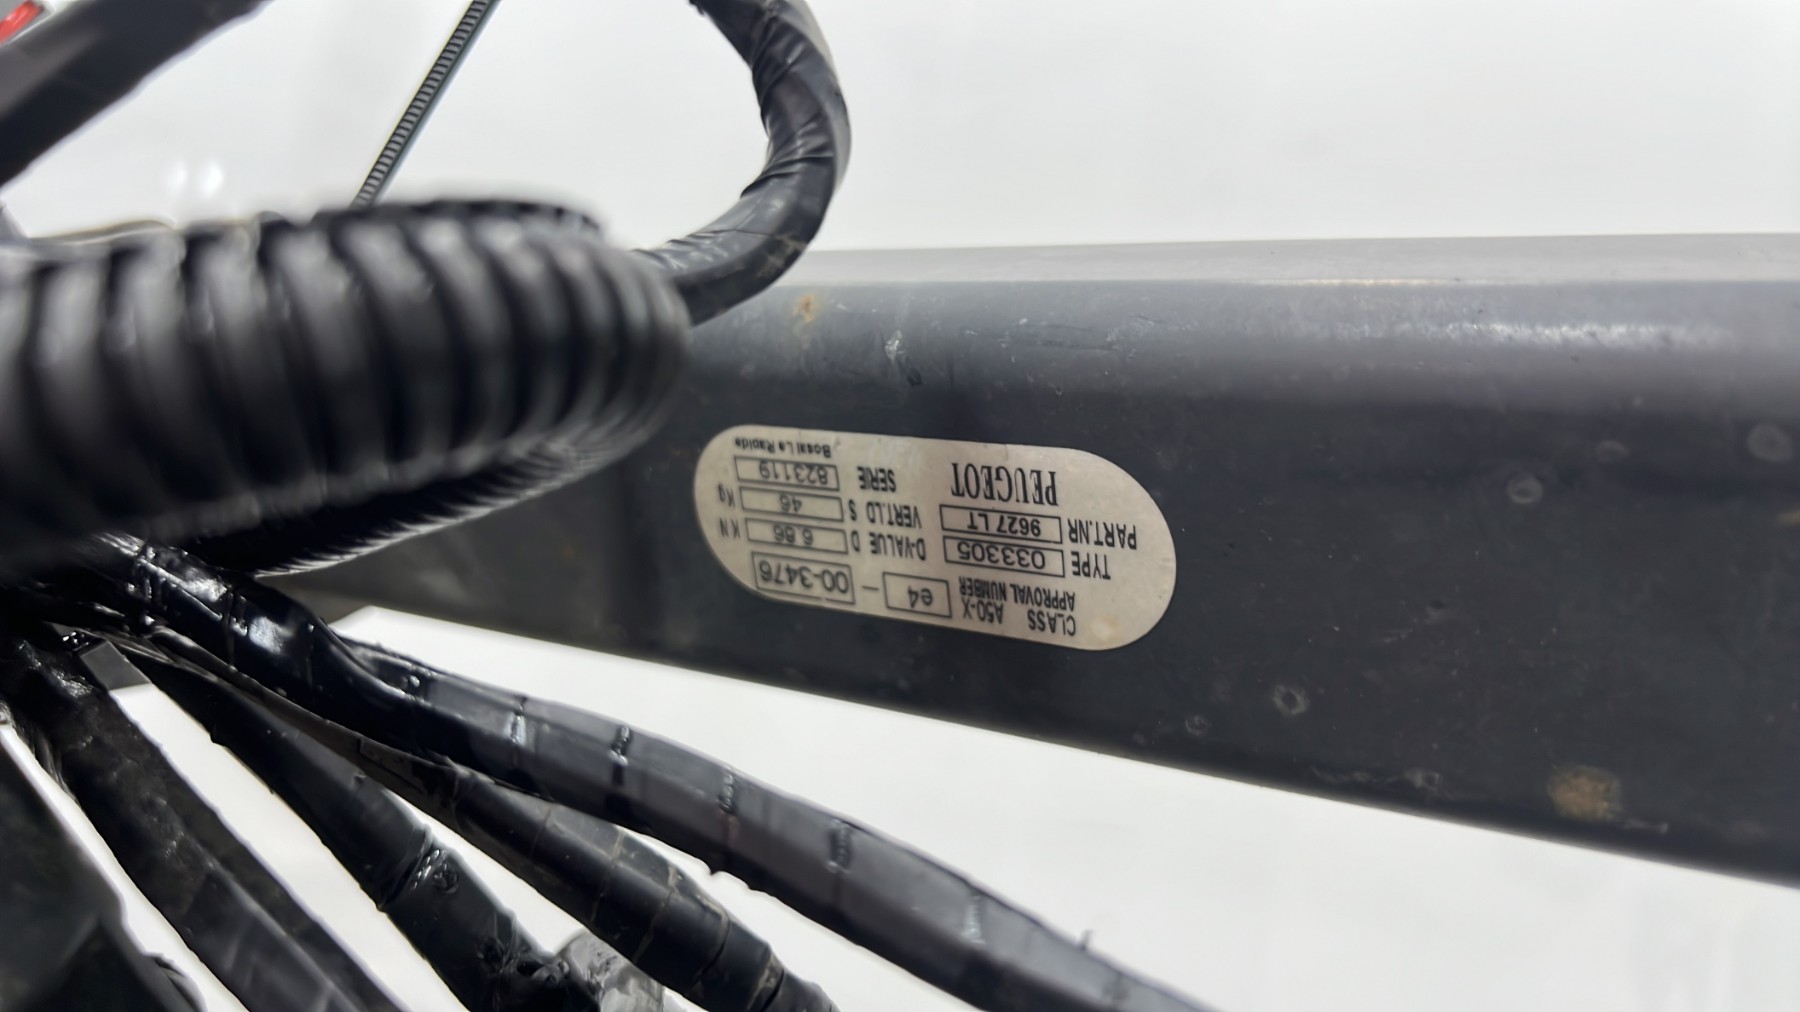 CLASS A50-X
APPROVAL NUMBER e4 – 00-3476
TYPE 033305 D-VALUE D 6.86 KN
PART.NR 9627 LT VERT.LD S 46 Kg
PEUGEOT SERIE 823119
Bosal La Rapide